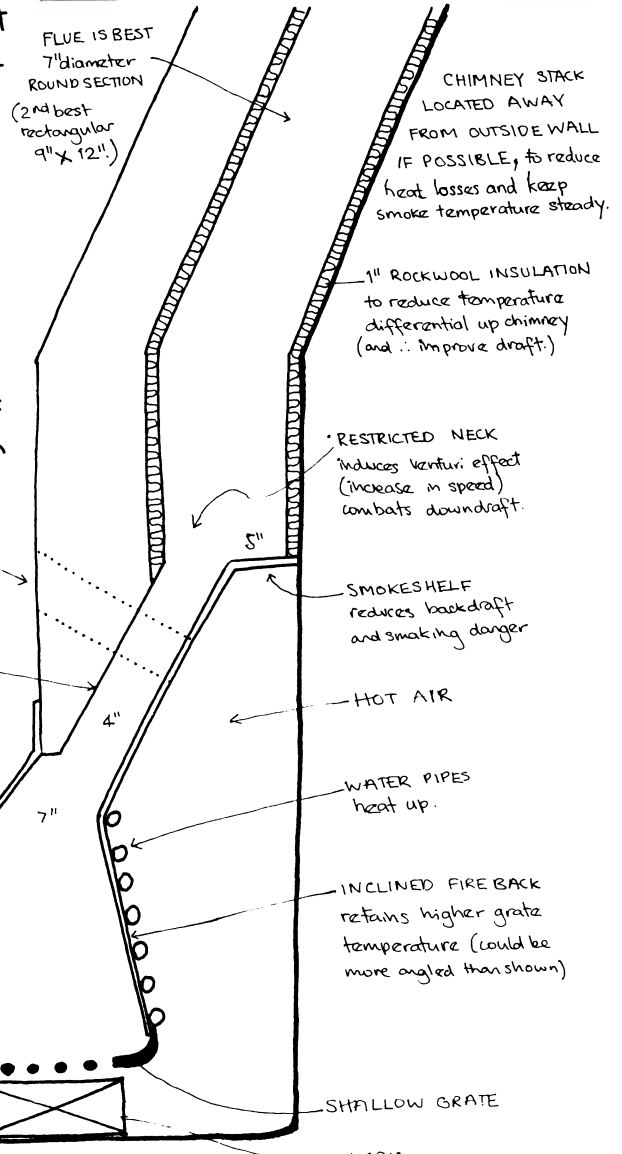 FLUE IS BEST
7" diameter
ROUND SECTION
(2nd best
rectangular
9" X 12".)
CHIMNEY STACK
LOCATED AWAY
FROM OUTSIDE WALL
IF POSSIBLE, to reduce
heat losses and keep
smoke temperature steady.
1" ROCKWOOL INSULATION
to reduce temperature
differential up chimney
(and ∴ improve draft.)
RESTRICTED NECK
induces venturi effect
(increase in speed)
combats downdraft.
5"
SMOKESHELF
reduces backdraft
and smoking danger
HOT AIR
4"
WATER PIPES
heat up.
7"
INCLINED FIRE BACK
retains higher grate
temperature (could be
more angled than shown)
SHALLOW GRATE